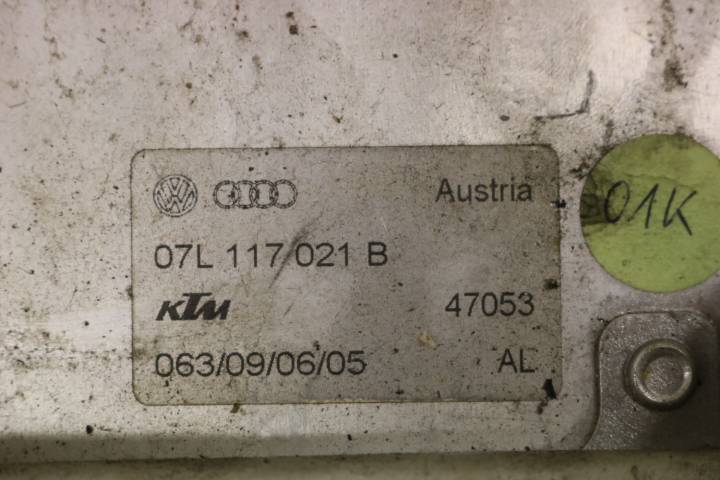 Austria
07L 117 021 B
KTM 47053
063/09/06/05 AL
01K